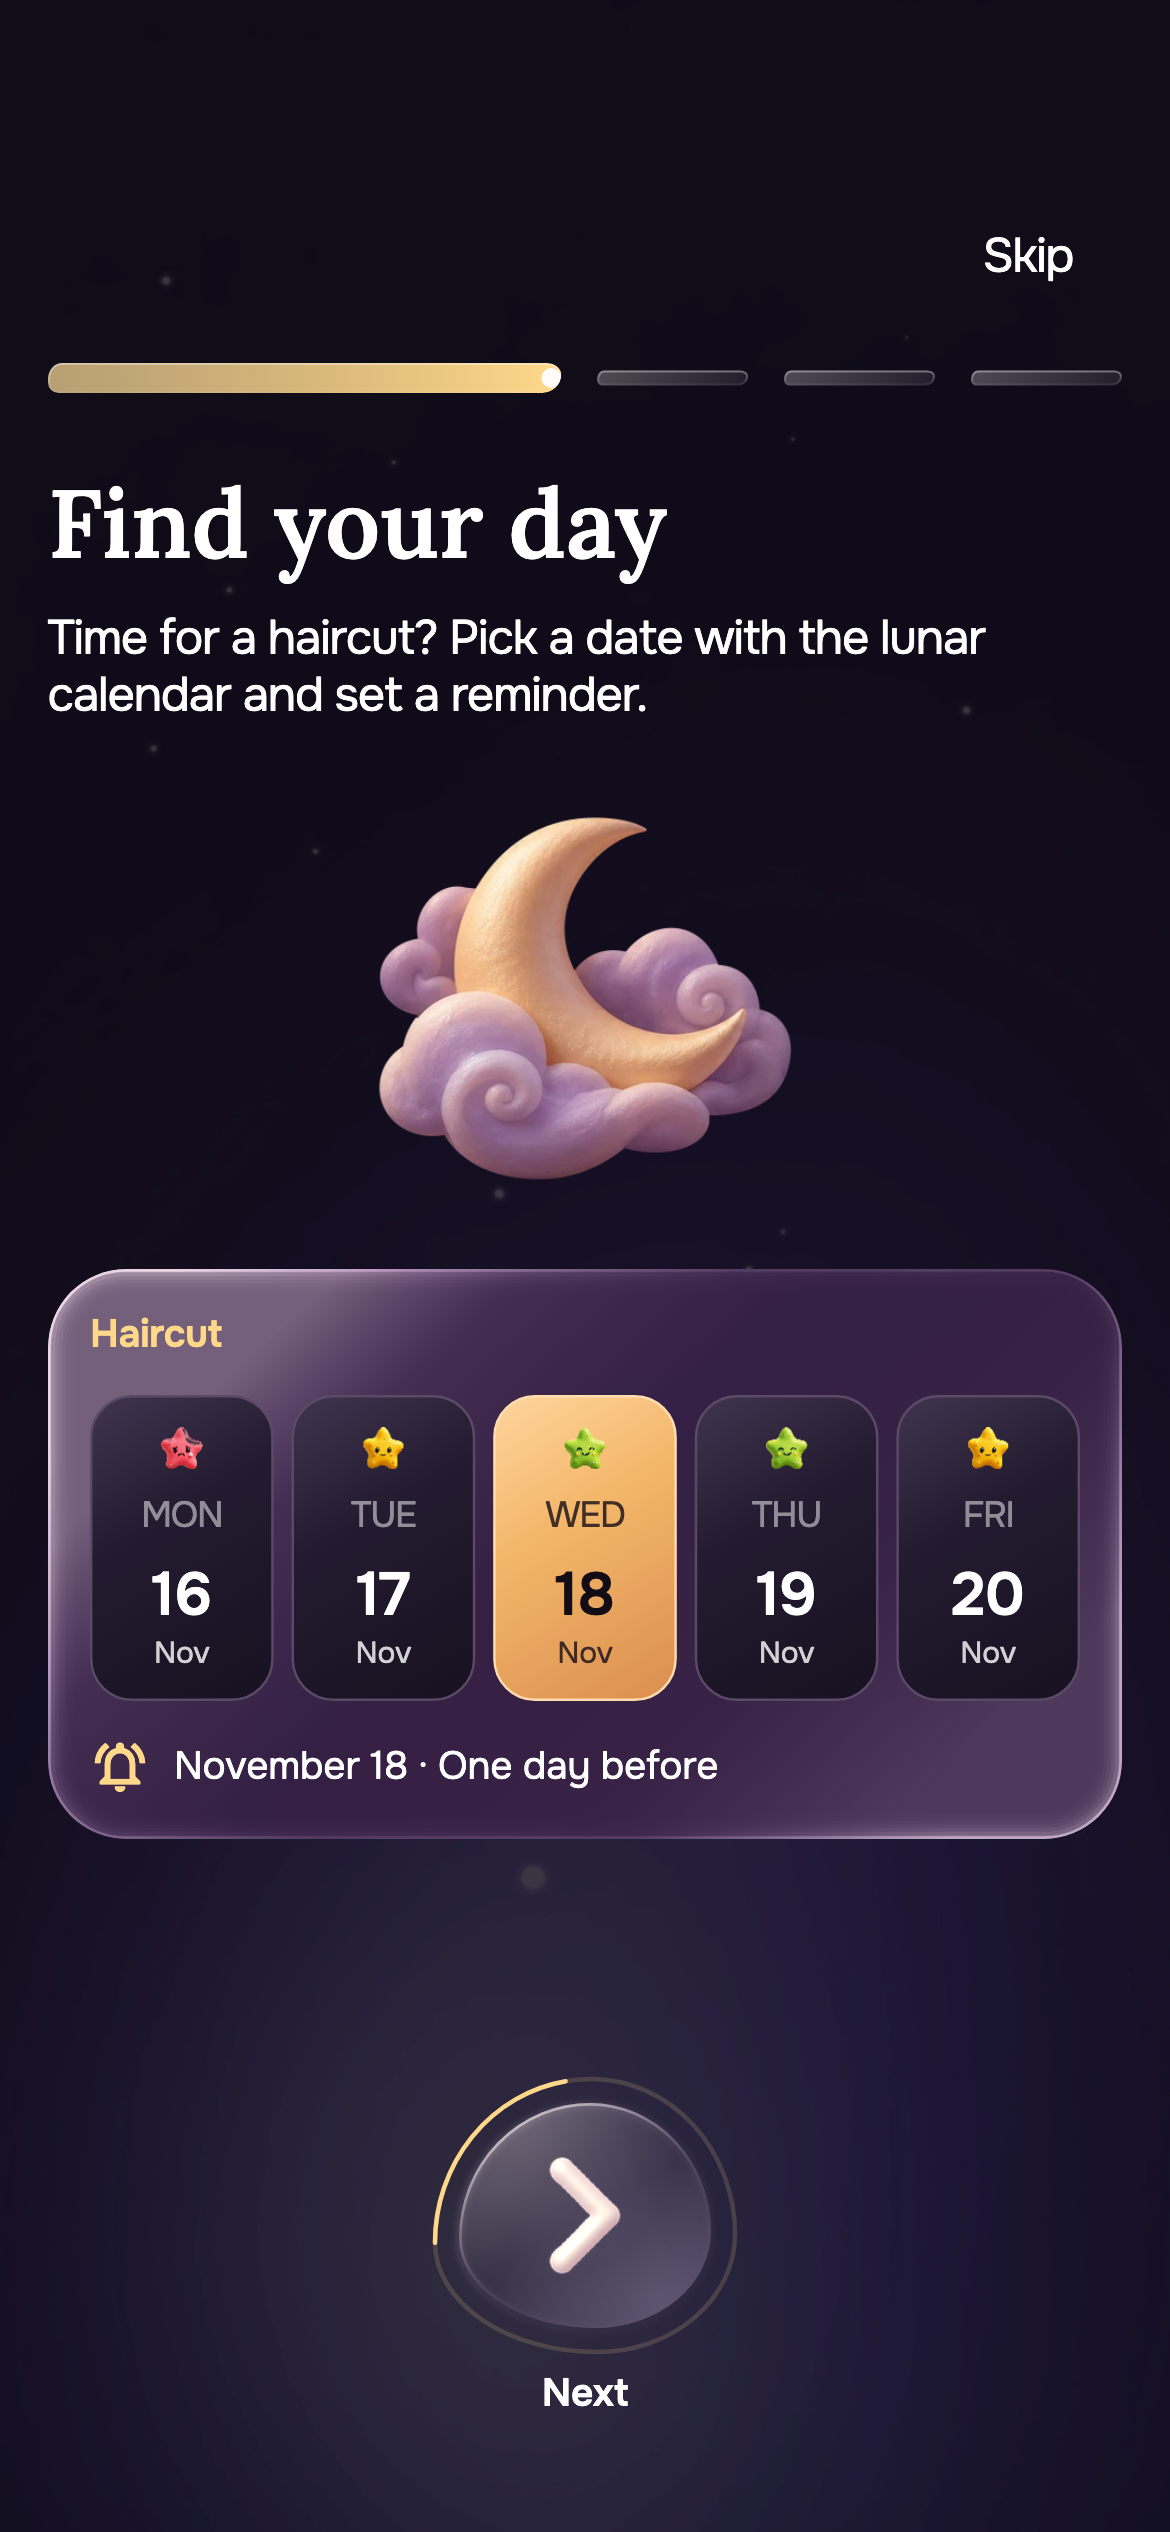 Skip
Find your day
Time for a haircut? Pick a date with the lunar
calendar and set a reminder.
Haircut
MON TUE WED THU FRI
16 17 18 19 20
Nov Nov Nov Nov Nov
November 18 · One day before
Next